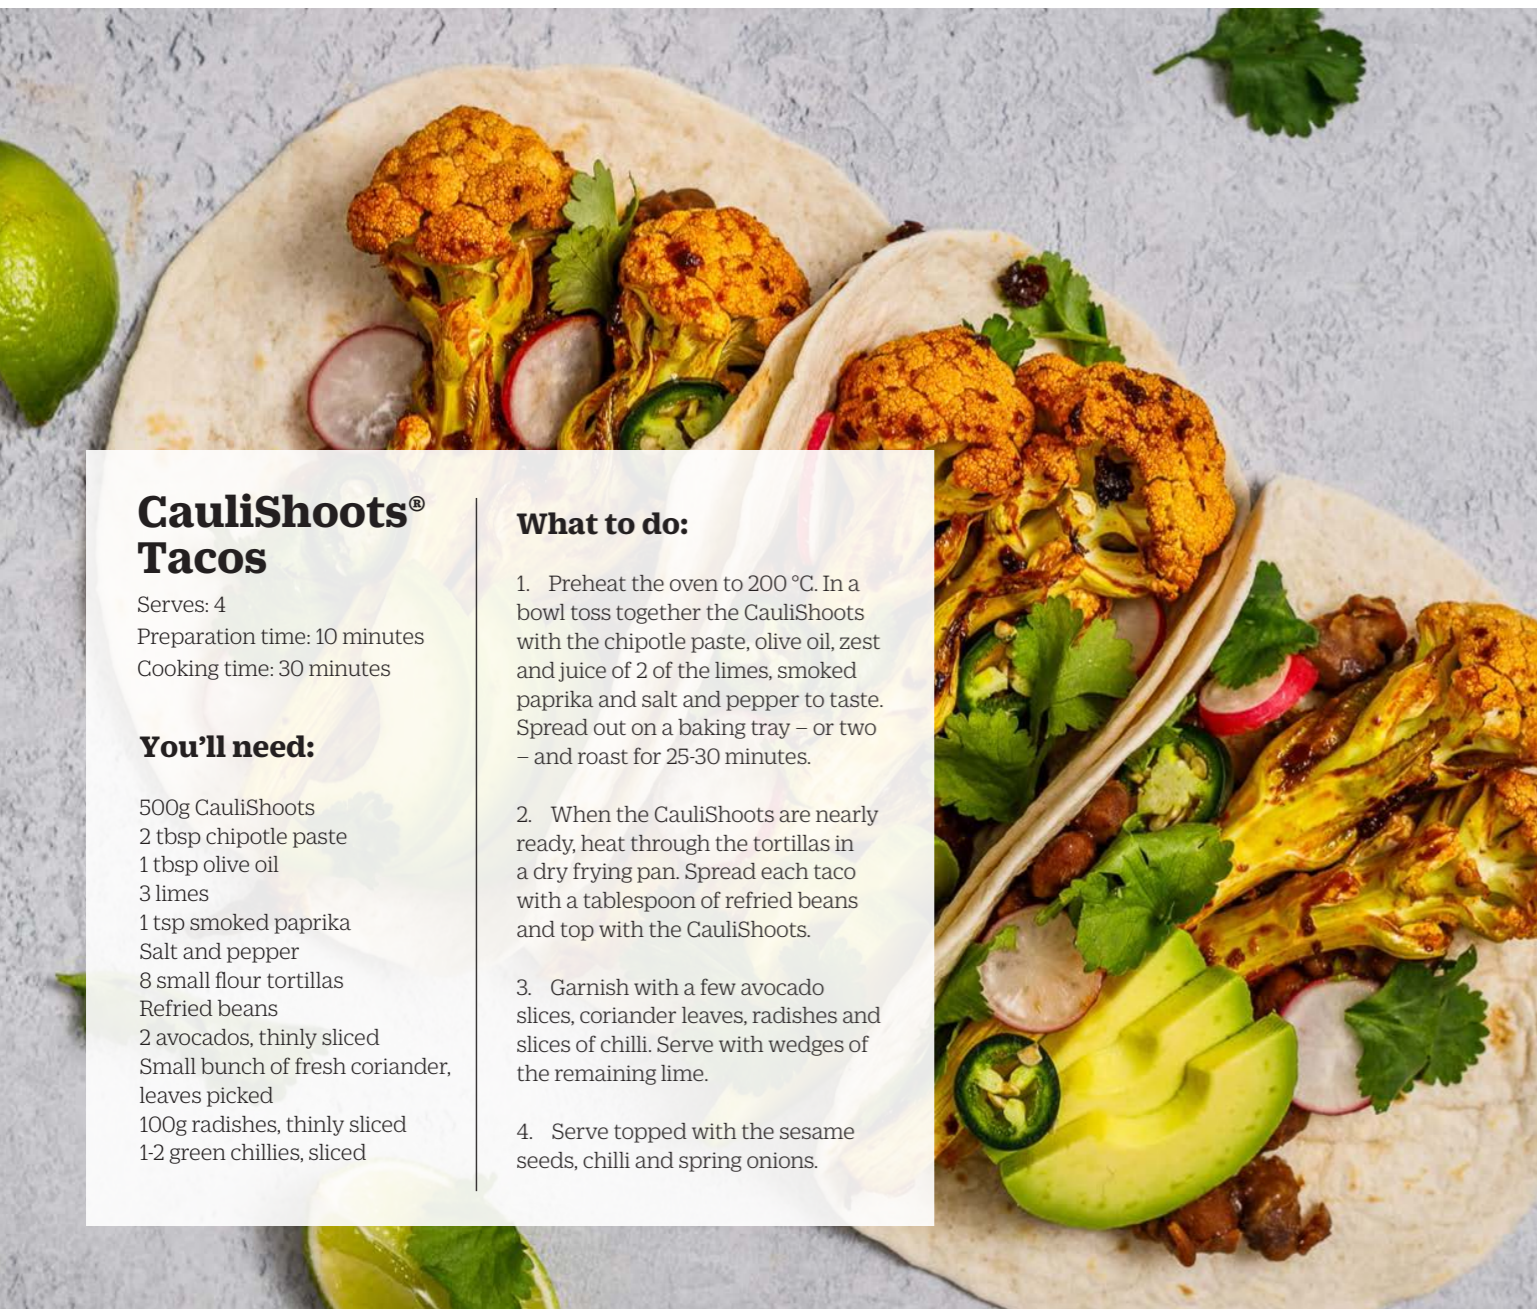 CauliShoots®
Tacos
Serves: 4
Preparation time: 10 minutes
Cooking time: 30 minutes
You’ll need:
500g CauliShoots
2 tbsp chipotle paste
1 tbsp olive oil
3 limes
1 tsp smoked paprika
Salt and pepper
8 small flour tortillas
Refried beans
2 avocados, thinly sliced
Small bunch of fresh coriander,
leaves picked
100g radishes, thinly sliced
1-2 green chillies, sliced
What to do:
1. Preheat the oven to 200 °C. In a
bowl toss together the CauliShoots
with the chipotle paste, olive oil, zest
and juice of 2 of the limes, smoked
paprika and salt and pepper to taste.
Spread out on a baking tray – or two
– and roast for 25-30 minutes.
2. When the CauliShoots are nearly
ready, heat through the tortillas in
a dry frying pan. Spread each taco
with a tablespoon of refried beans
and top with the CauliShoots.
3. Garnish with a few avocado
slices, coriander leaves, radishes and
slices of chilli. Serve with wedges of
the remaining lime.
4. Serve topped with the sesame
seeds, chilli and spring onions.